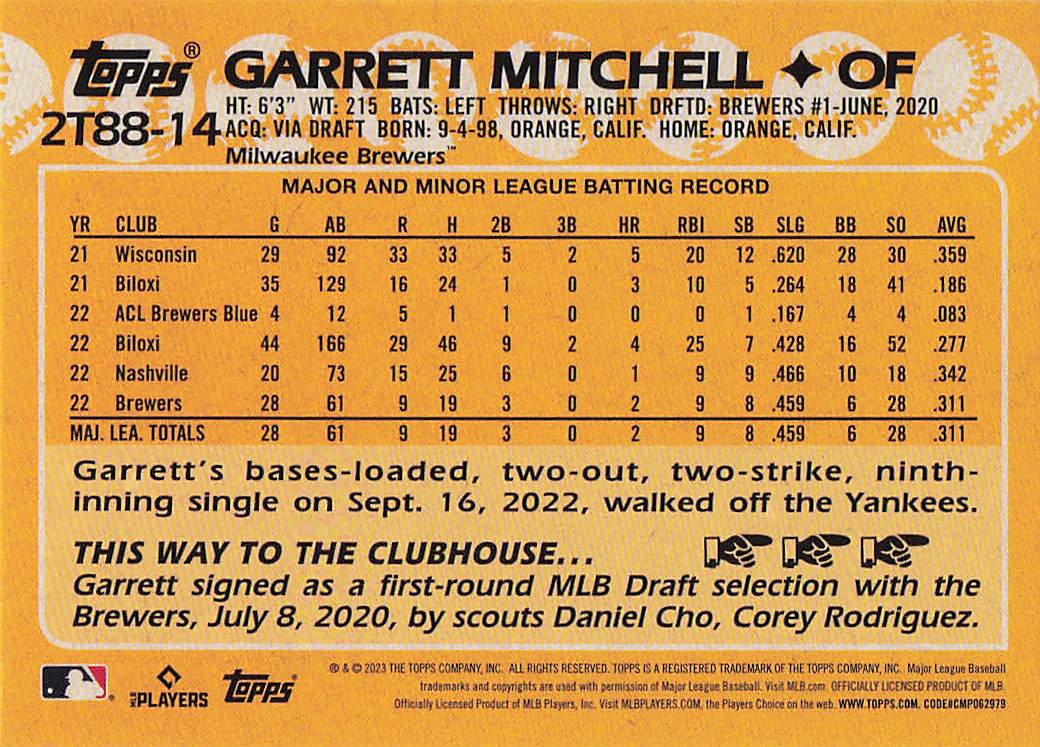 Topps®
GARRETT MITCHELL ✦ OF
2T88-14
HT: 6'3" WT: 215 BATS: LEFT THROWS: RIGHT DRFTD: BREWERS #1-JUNE, 2020
ACQ: VIA DRAFT BORN: 9-4-98, ORANGE, CALIF. HOME: ORANGE, CALIF.
Milwaukee Brewers™
MAJOR AND MINOR LEAGUE BATTING RECORD
YR CLUB G AB R H 2B 3B HR RBI SB SLG BB SO AVG
21 Wisconsin 29 92 33 33 5 2 5 20 12 .620 28 30 .359
21 Biloxi 35 129 16 24 1 0 3 10 5 .264 18 41 .186
22 ACL Brewers Blue 4 12 5 1 1 0 0 0 1 .167 4 4 .083
22 Biloxi 44 166 29 46 9 2 4 25 7 .428 16 52 .277
22 Nashville 20 73 15 25 6 0 1 9 9 .466 10 18 .342
22 Brewers 28 61 9 19 3 0 2 9 8 .459 6 28 .311
MAJ. LEA. TOTALS 28 61 9 19 3 0 2 9 8 .459 6 28 .311
Garrett's bases-loaded, two-out, two-strike, ninth-
inning single on Sept. 16, 2022, walked off the Yankees.
THIS WAY TO THE CLUBHOUSE...
Garrett signed as a first-round MLB Draft selection with the
Brewers, July 8, 2020, by scouts Daniel Cho, Corey Rodriguez.
® & © 2023 THE TOPPS COMPANY, INC. ALL RIGHTS RESERVED. TOPPS IS A REGISTERED TRADEMARK OF THE TOPPS COMPANY, INC. Major League Baseball
trademarks and copyrights are used with permission of Major League Baseball. Visit MLB.com. OFFICIALLY LICENSED PRODUCT OF MLB.
Officially Licensed Product of MLB Players, Inc. Visit MLBPLAYERS.COM, the Players Choice on the web. WWW.TOPPS.COM. CODE#CMP062979
MLB PLAYERS
Topps®